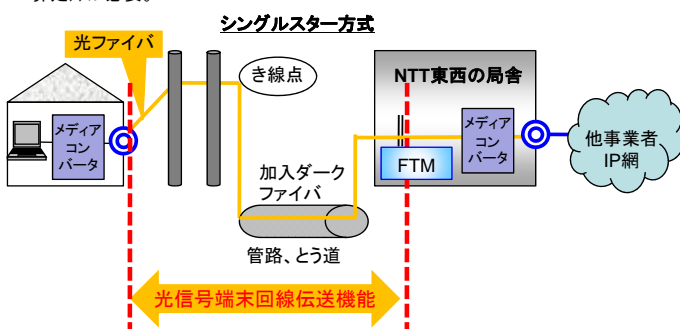 シングルスター方式
光ファイバ
き線点
NTT東西の局舎
メディア
コン
バータ
メディア
コン
バータ
FTM
他事業者
IP網
加入ダーク
ファイバ
管路、とう道
光信号端末回線伝送機能